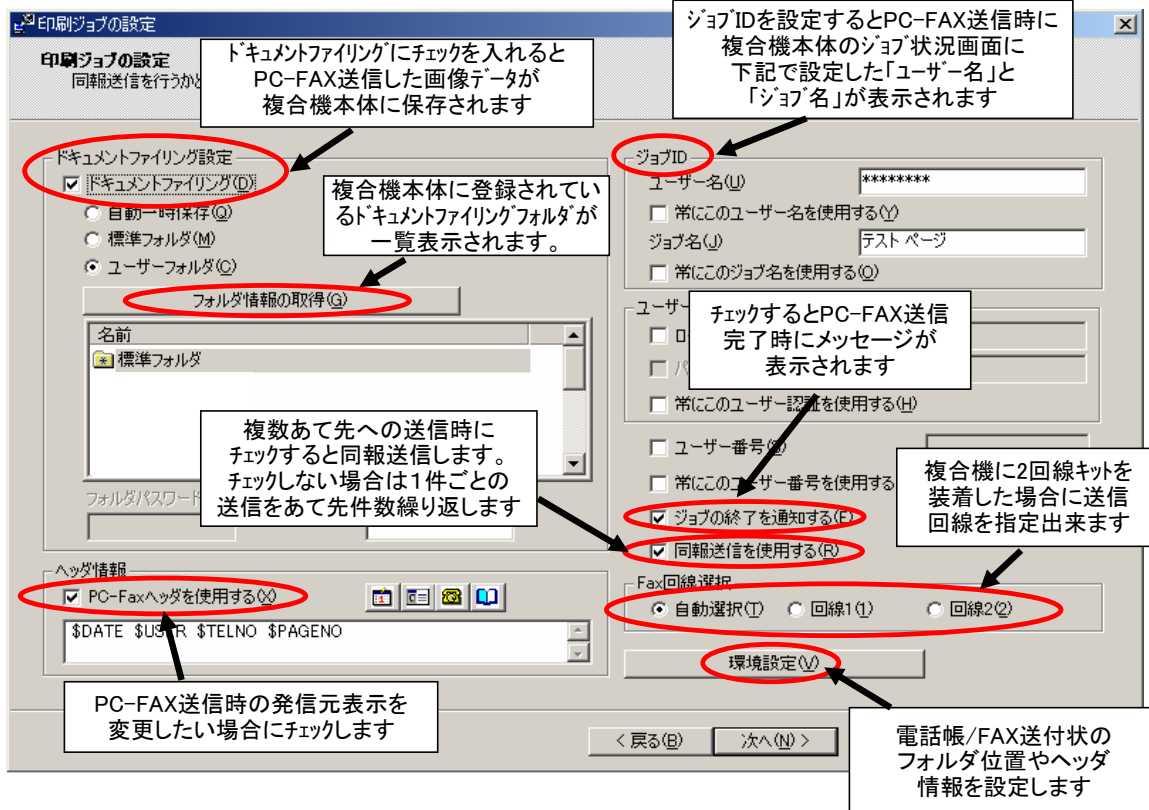 印刷ジョブの設定
印刷ジョブの設定
同報送信を行うか
ﾄﾞｷｭﾒﾝﾄﾌｧｲﾘﾝｸﾞにﾁｪｯｸを入れると
PC-FAX送信した画像ﾃﾞｰﾀが
複合機本体に保存されます
ｼﾞｮﾌﾞIDを設定するとPC-FAX送信時に
複合機本体のｼﾞｮﾌﾞ状況画面に
下記で設定した「ﾕｰｻﾞｰ名」と
「ｼﾞｮﾌﾞ名」が表示されます
ドキュメントファイリング設定
ドキュメントファイリング(D)
自動一時保存(Q)
標準フォルダ(M)
ユーザーフォルダ(C)
複合機本体に登録されてい
るﾄﾞｷｭﾒﾝﾄﾌｧｲﾘﾝｸﾞﾌｫﾙﾀﾞが
一覧表示されます。
フォルダ情報の取得(G)
名前
標準フォルダ
複数あて先への送信時に
ﾁｪｯｸすると同報送信します。
ﾁｪｯｸしない場合は1件ごとの
送信をあて先件数繰り返します
フォルダパスワード
ヘッダ情報
PC-Faxヘッダを使用する(X)
$DATE $USER $TELNO $PAGENO
PC-FAX送信時の発信元表示を
変更したい場合にﾁｪｯｸします
ジョブID
ユーザー名(U)
********
常にこのユーザー名を使用する(Y)
ジョブ名(J)
テスト ページ
常にこのジョブ名を使用する(O)
ユーザー
ﾁｪｯｸするとPC-FAX送信
完了時にメッセージが
表示されます
常にこのユーザー認証を使用する(H)
ユーザー番号
常にこのユーザー番号を使用する
複合機に2回線ｷｯﾄを
装着した場合に送信
回線を指定出来ます
ジョブの終了を通知する(F)
同報送信を使用する(R)
Fax回線選択
自動選択(T) 回線1(1) 回線2(2)
環境設定(V)
電話帳/FAX送付状の
フォルダ位置やヘッダ
情報を設定します
< 戻る(B) 次へ(N) >